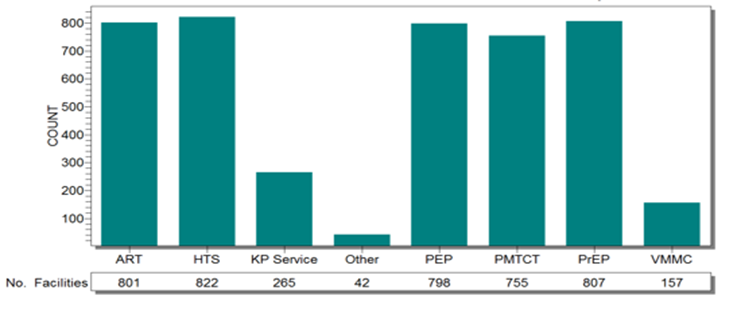 800
700
600
500
400
300
200
100
COUNT
ART HTS KP Service Other PEP PMTCT PrEP VMMC
No. Facilities 801 822 265 42 798 755 807 157